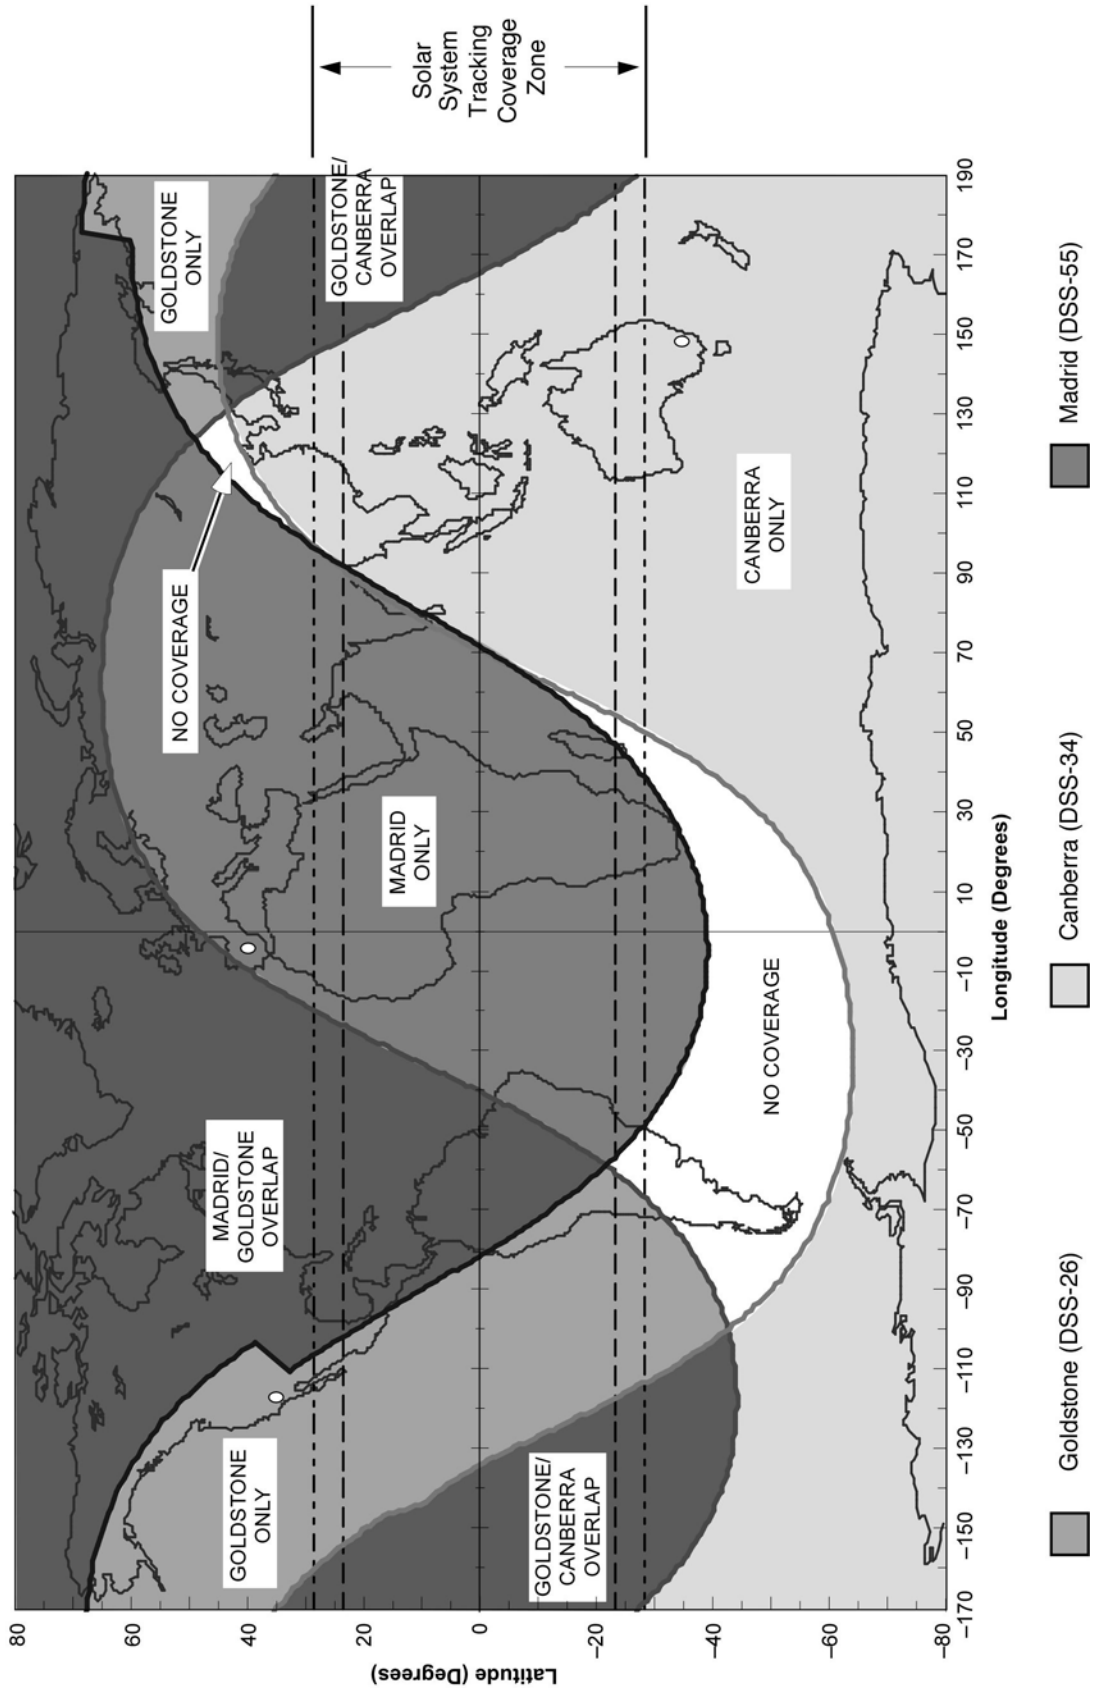 Solar
System
Tracking
Coverage
Zone
GOLDSTONE
ONLY
GOLDSTONE/
CANBERRA
OVERLAP
NO COVERAGE
MADRID/
GOLDSTONE
OVERLAP
MADRID
ONLY
CANBERRA
ONLY
GOLDSTONE
ONLY
GOLDSTONE/
CANBERRA
OVERLAP
NO COVERAGE
80
60
40
20
0
−20
−40
−60
−80
Latitude (Degrees)
−170
−150
−130
−110
−90
−70
−50
−30
−10
10
30
50
70
90
110
130
150
170
190
Longitude (Degrees)
Goldstone (DSS-26)
Canberra (DSS-34)
Madrid (DSS-55)